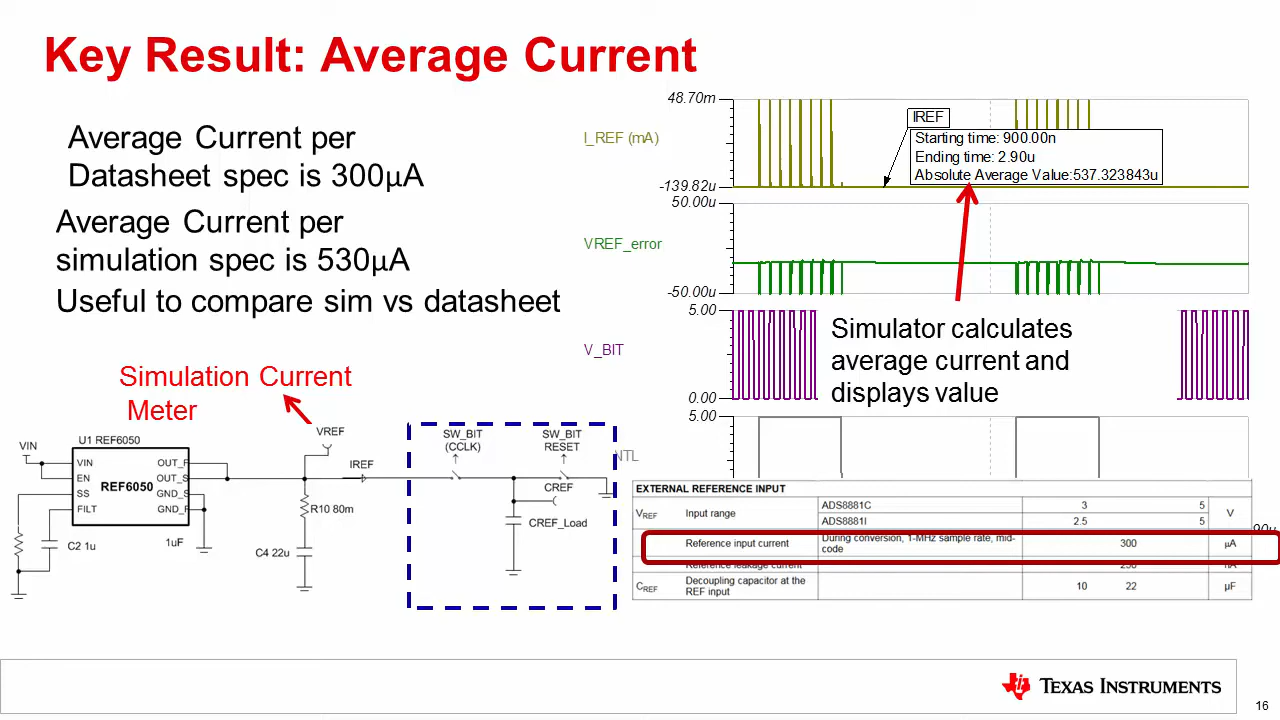 Key Result: Average Current
Average Current per
Datasheet spec is 300µA
Average Current per
simulation spec is 530µA
Useful to compare sim vs datasheet
48.70m
I_REF (mA)
-139.82u
IREF
Starting time: 900.00n
Ending time: 2.90u
Absolute Average Value:537.323843u
50.00u
VREF_error
-50.00u
5.00
V_BIT
0.00
5.00
Simulator calculates
average current and
displays value
Simulation Current
Meter
VREF
U1 REF6050
VIN
VIN
EN
SS
FILT
REF6050
GND_S
GND_F
IREF
C2 1u
1uF
R10 80m
C4 22u
SW_BIT
(CCLK)
SW_BIT
RESET
CREF
CREF_Load
NTL
EXTERNAL REFERENCE INPUT
VREF Input range ADS8881C 3 5 V
ADS8881I 2.5 5
Reference input current During conversion, 1-MHz sample rate, mid-
code 300 µA
Reference leakage current
CREF Decoupling capacitor at the
REF input 10 22 µF
TEXAS INSTRUMENTS
16